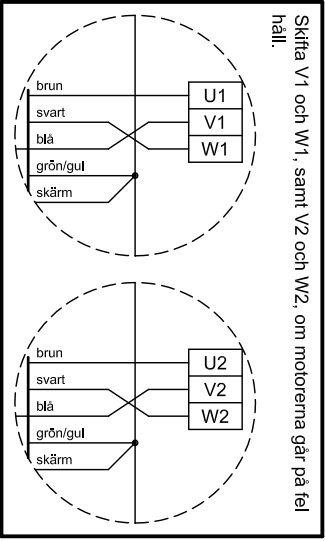 Skifta V1 och W1, samt V2 och W2, om motorerna går på fel
håll.
U1
V1
W1
brun
svart
blå
grön/gul
skärm
U2
V2
W2
brun
svart
blå
grön/gul
skärm